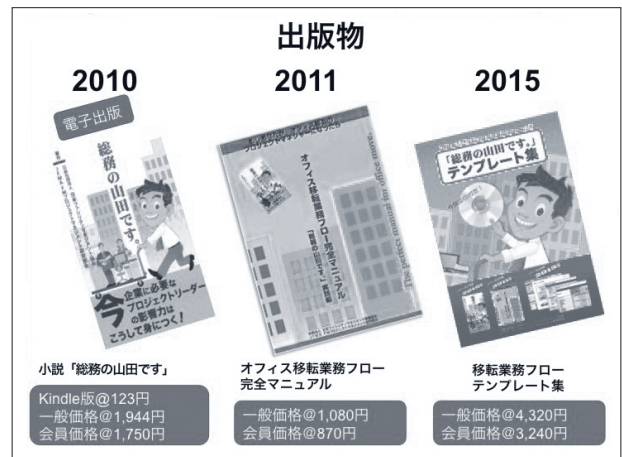 出版物
2010
2011
2015
電子出版
総務の山田です。
今企業に必要な
プロジェクトリーダー
の影響力は
こうして身につく！
オフィス移転業務フロー完全マニュアル
「総務の山田です。」
テンプレート集
小説「総務の山田です」
Kindle版@123円
一般価格@1,944円
会員価格@1,750円
オフィス移転業務フロー
完全マニュアル
一般価格@1,080円
会員価格@870円
移転業務フロー
テンプレート集
一般価格@4,320円
会員価格@3,240円